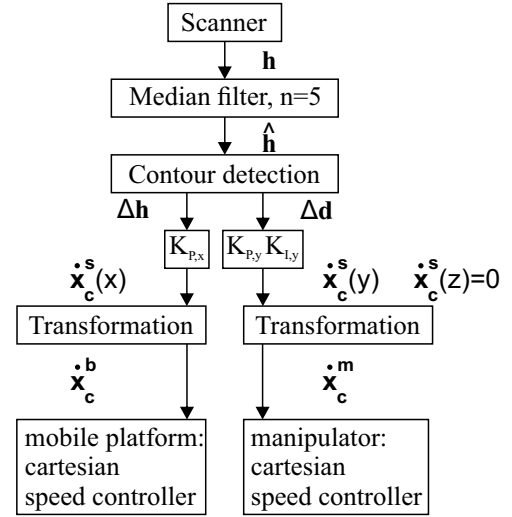 Scanner
h
Median filter, n=5
ĥ
Contour detection
Δh Δd
K_P,x K_P,y K_I,y
ẋ_c^s(x) ẋ_c^s(y) ẋ_c^s(z)=0
Transformation Transformation
ẋ_c^b ẋ_c^m
mobile platform: manipulator:
cartesian cartesian
speed controller speed controller